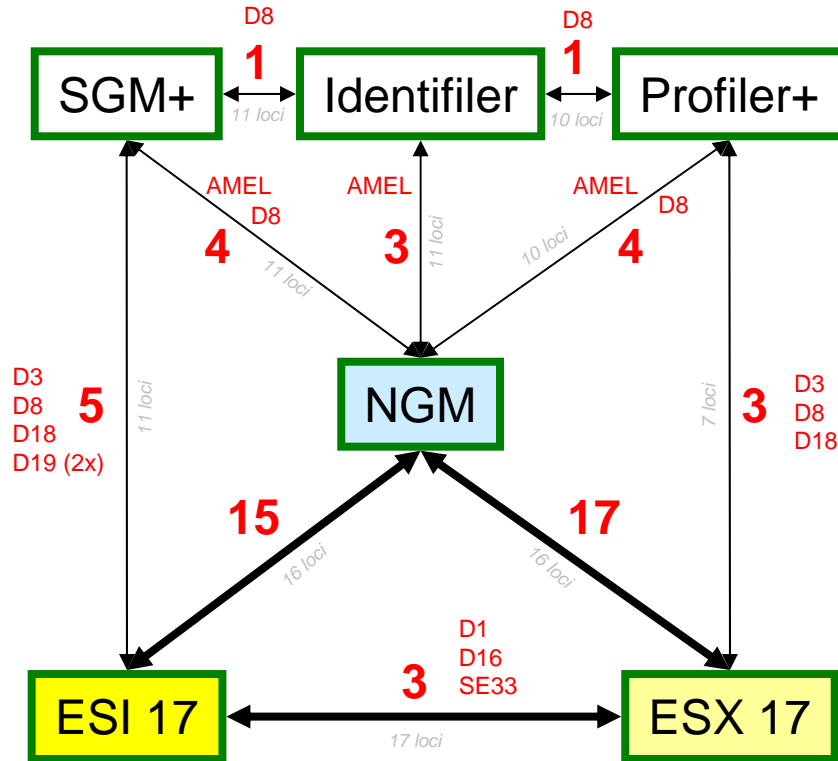 D8
D8
1
1
SGM+
Identifiler
Profiler+
11 loci
10 loci
AMEL
D8
4
11 loci
AMEL
3
11 loci
AMEL
D8
4
10 loci
D3
D8
D18
D19 (2x)
5
11 loci
NGM
7 loci
3
D3
D8
D18
15
16 loci
17
16 loci
D1
D16
SE33
3
17 loci
ESI 17
ESX 17